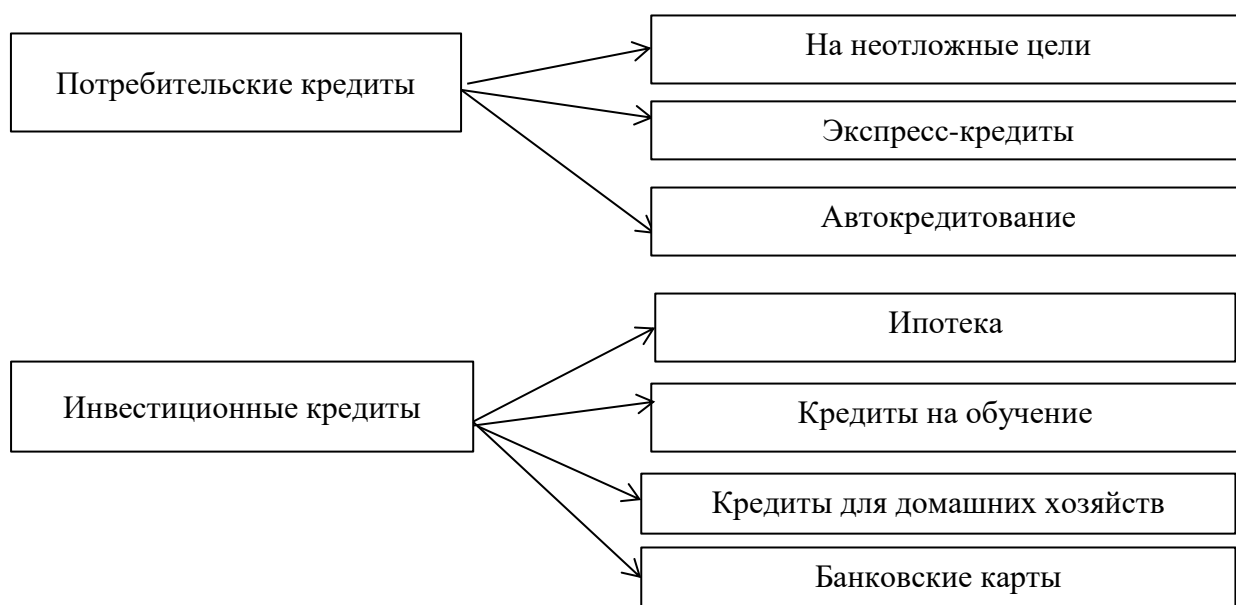 Потребительские кредиты
На неотложные цели
Экспресс-кредиты
Автокредитование
Инвестиционные кредиты
Ипотека
Кредиты на обучение
Кредиты для домашних хозяйств
Банковские карты